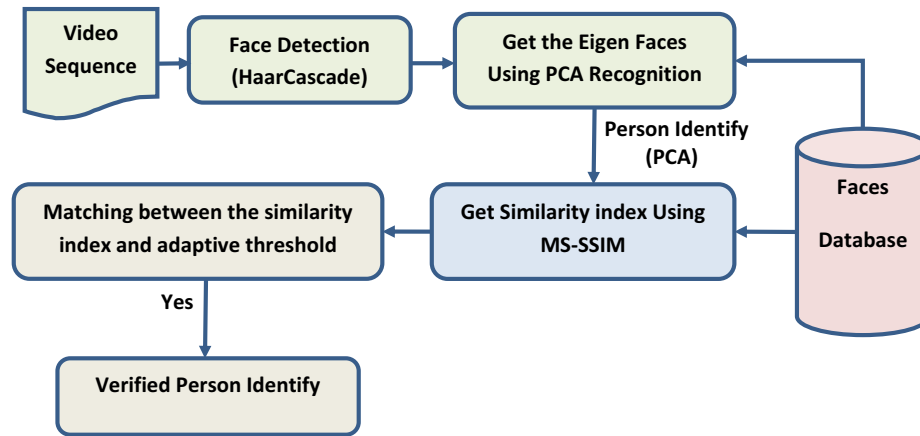 Video
Sequence
Face Detection
(HaarCascade)
Get the Eigen Faces
Using PCA Recognition
Person Identify
(PCA)
Faces
Database
Get Similarity index Using
MS-SSIM
Matching between the similarity
index and adaptive threshold
Yes
Verified Person Identify